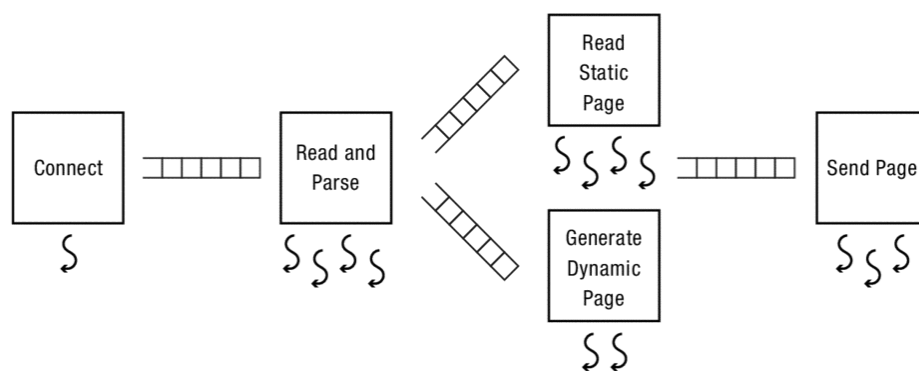 Connect
Read and
Parse
Read
Static
Page
Generate
Dynamic
Page
Send Page